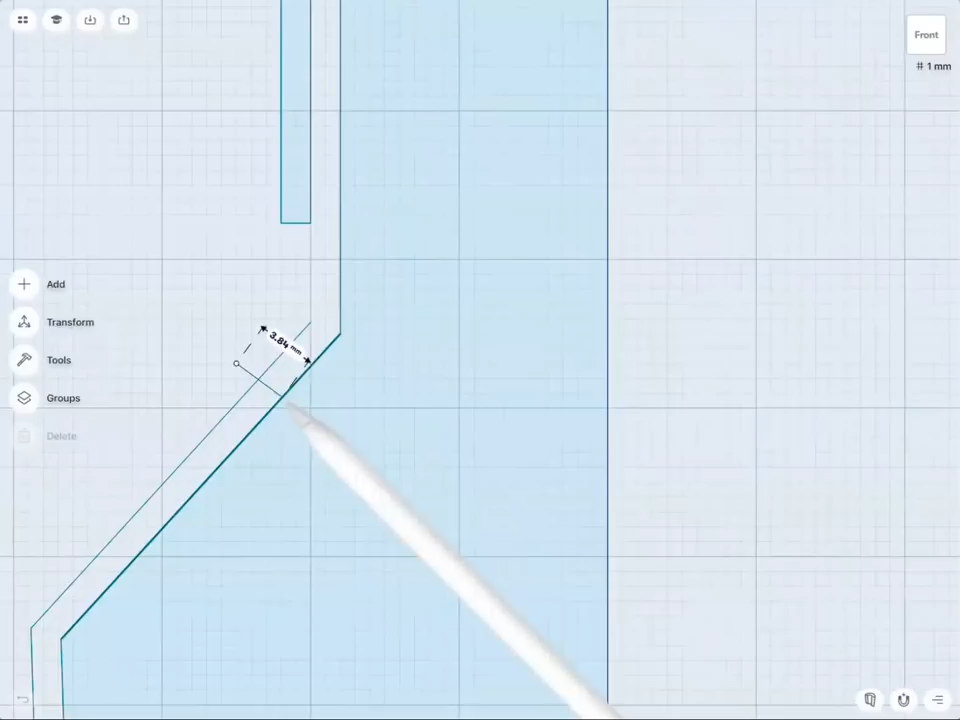 Front
# 1 mm
Add
3.84 mm
Transform
Tools
Groups
Delete